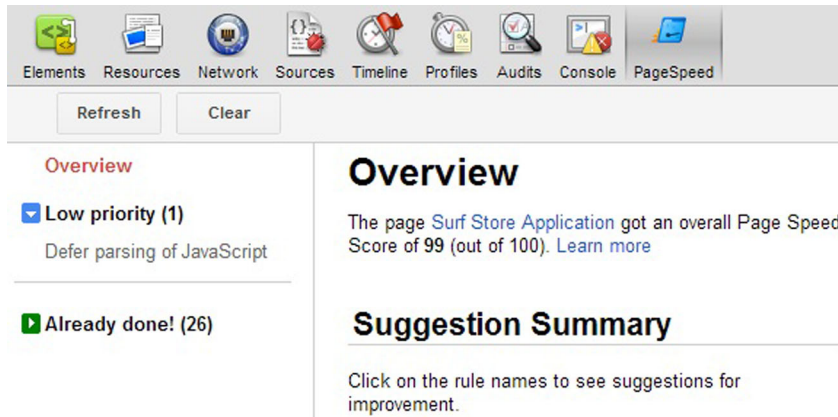 Elements Resources Network Sources Timeline Profiles Audits Console PageSpeed
Refresh Clear
Overview
Low priority (1)
Defer parsing of JavaScript
Already done! (26)
Overview
The page Surf Store Application got an overall Page Speed
Score of 99 (out of 100). Learn more
Suggestion Summary
Click on the rule names to see suggestions for
improvement.